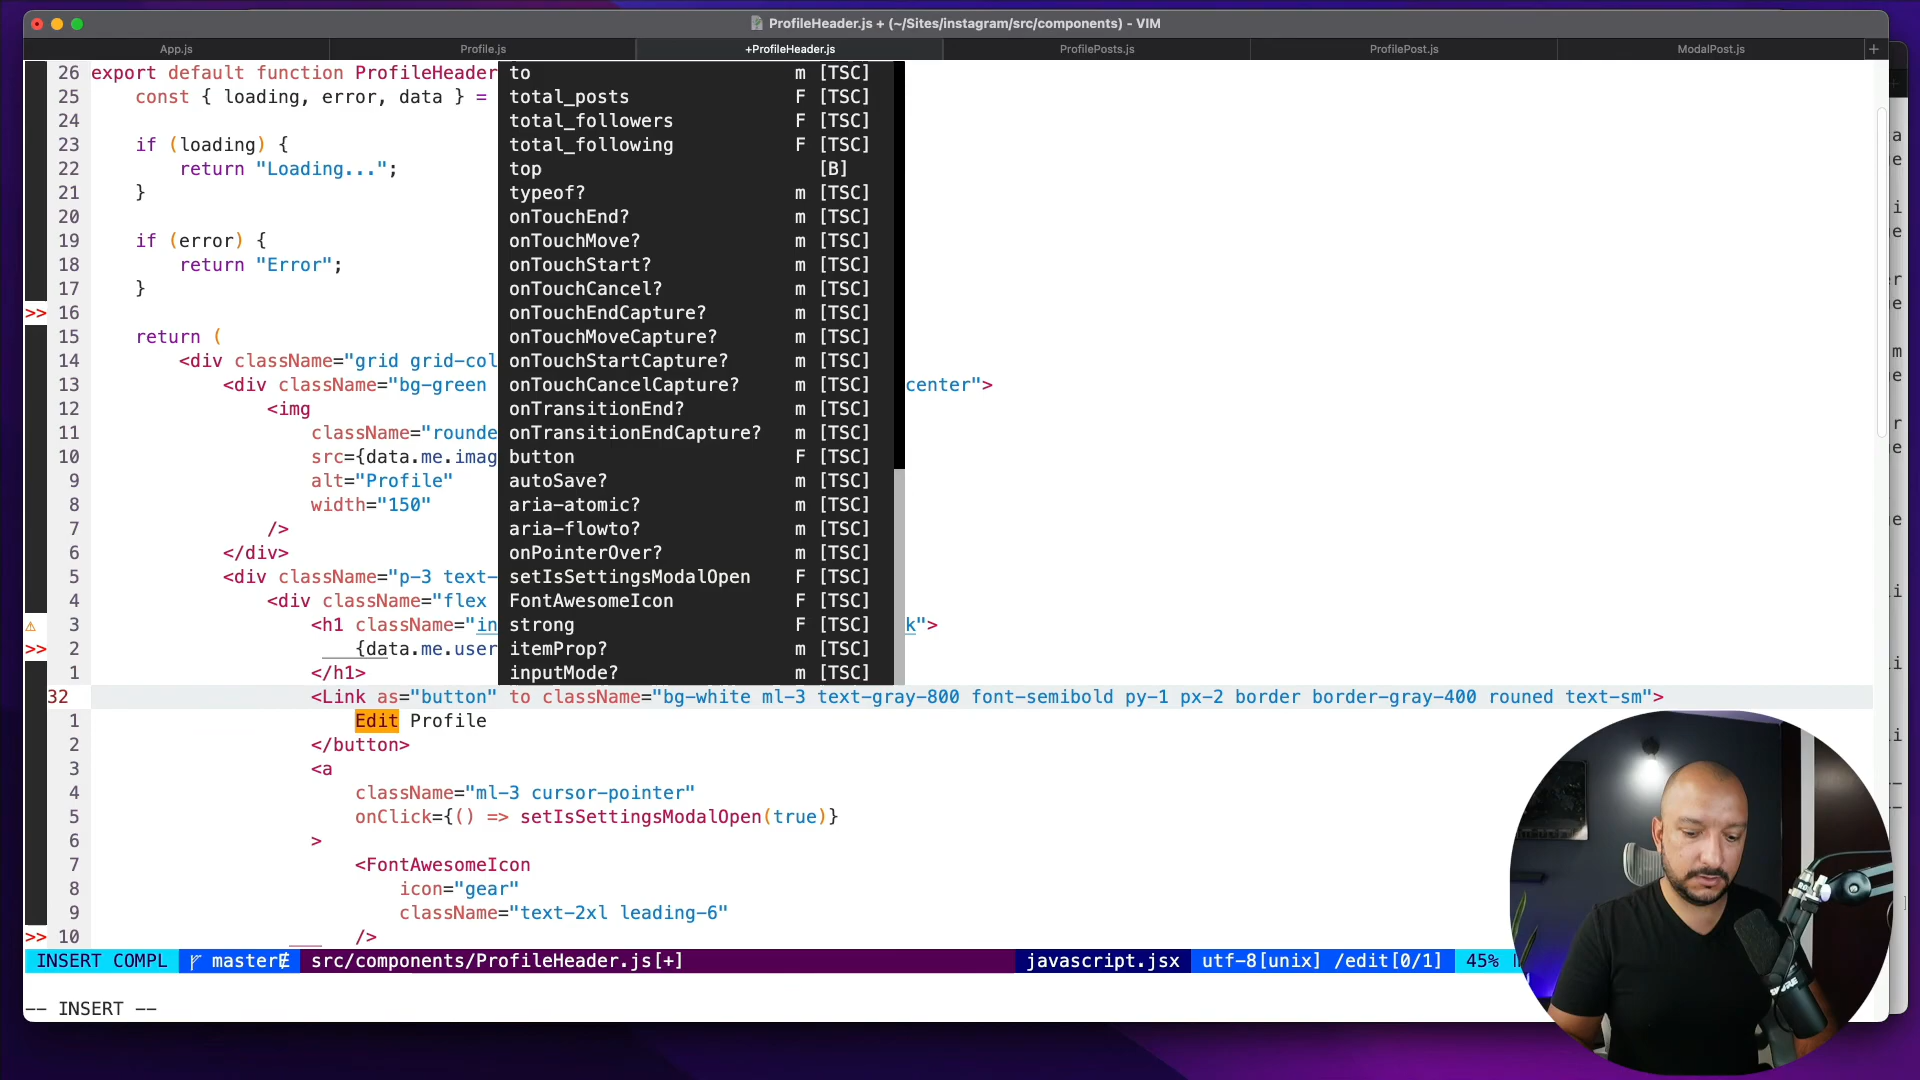 ProfileHeader.js + (~/Sites/instagram/src/components) - VIM
App.js
Profile.js
+ProfileHeader.js
ProfilePosts.js
ProfilePost.js
ModalPost.js
26 export default function ProfileHeader
25 const { loading, error, data } =
24
23 if (loading) {
22 return "Loading...";
21 }
20
19 if (error) {
18 return "Error";
17 }
>> 16
15 return (
14 <div className="grid grid-col
13 <div className="bg-green center">
12 <img
11 className="rounde
10 src={data.me.imag
9 alt="Profile"
8 width="150"
7 />
6 </div>
5 <div className="p-3 text-
4 <div className="flex
3 <h1 className="in k">
>> 2 {data.me.user
1 </h1>
32 <Link as="button" to className="bg-white ml-3 text-gray-800 font-semibold py-1 px-2 border border-gray-400 rouned text-sm">
1 Edit Profile
2 </button>
3 <a
4 className="ml-3 cursor-pointer"
5 onClick={() => setIsSettingsModalOpen(true)}
6 >
7 <FontAwesomeIcon
8 icon="gear"
9 className="text-2xl leading-6"
>> 10 />
to m [TSC]
total_posts F [TSC]
total_followers F [TSC]
total_following F [TSC]
top [B]
typeof? m [TSC]
onTouchEnd? m [TSC]
onTouchMove? m [TSC]
onTouchStart? m [TSC]
onTouchCancel? m [TSC]
onTouchEndCapture? m [TSC]
onTouchMoveCapture? m [TSC]
onTouchStartCapture? m [TSC]
onTouchCancelCapture? m [TSC]
onTransitionEnd? m [TSC]
onTransitionEndCapture? m [TSC]
button F [TSC]
autoSave? m [TSC]
aria-atomic? m [TSC]
aria-flowto? m [TSC]
onPointerOver? m [TSC]
setIsSettingsModalOpen F [TSC]
FontAwesomeIcon F [TSC]
strong F [TSC]
itemProp? m [TSC]
inputMode? m [TSC]
INSERT COMPL master src/components/ProfileHeader.js[+] javascript.jsx utf-8[unix] /edit[0/1] 45%
-- INSERT --